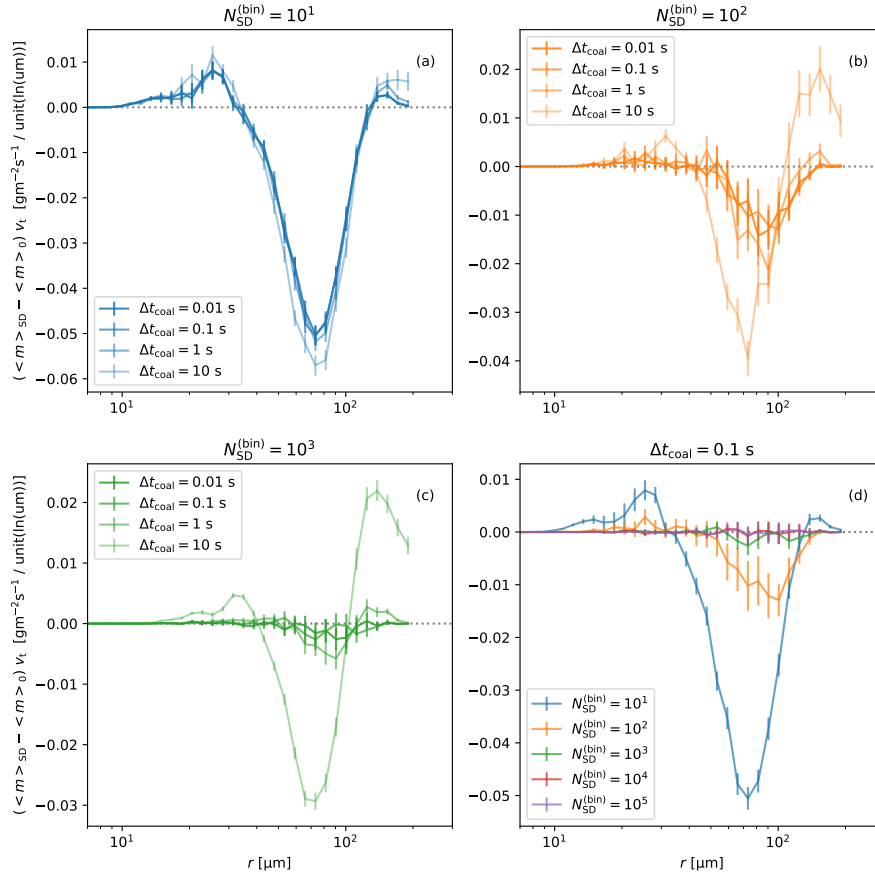 N_SD^(bin) = 10^1
(a)
0.01
0.00
−0.01
−0.02
−0.03
−0.04
−0.05
−0.06
10^1
10^2
Δt_coal = 0.01 s
Δt_coal = 0.1 s
Δt_coal = 1 s
Δt_coal = 10 s
(<m>_SD − <m>_0) v_t [gm^−2 s^−1 / unit(ln(um))]
N_SD^(bin) = 10^2
(b)
0.02
0.01
0.00
−0.01
−0.02
−0.03
−0.04
10^1
10^2
Δt_coal = 0.01 s
Δt_coal = 0.1 s
Δt_coal = 1 s
Δt_coal = 10 s
N_SD^(bin) = 10^3
(c)
0.02
0.01
0.00
−0.01
−0.02
−0.03
10^1
10^2
Δt_coal = 0.01 s
Δt_coal = 0.1 s
Δt_coal = 1 s
Δt_coal = 10 s
(<m>_SD − <m>_0) v_t [gm^−2 s^−1 / unit(ln(um))]
r [μm]
Δt_coal = 0.1 s
(d)
0.01
0.00
−0.01
−0.02
−0.03
−0.04
−0.05
10^1
10^2
N_SD^(bin) = 10^1
N_SD^(bin) = 10^2
N_SD^(bin) = 10^3
N_SD^(bin) = 10^4
N_SD^(bin) = 10^5
r [μm]